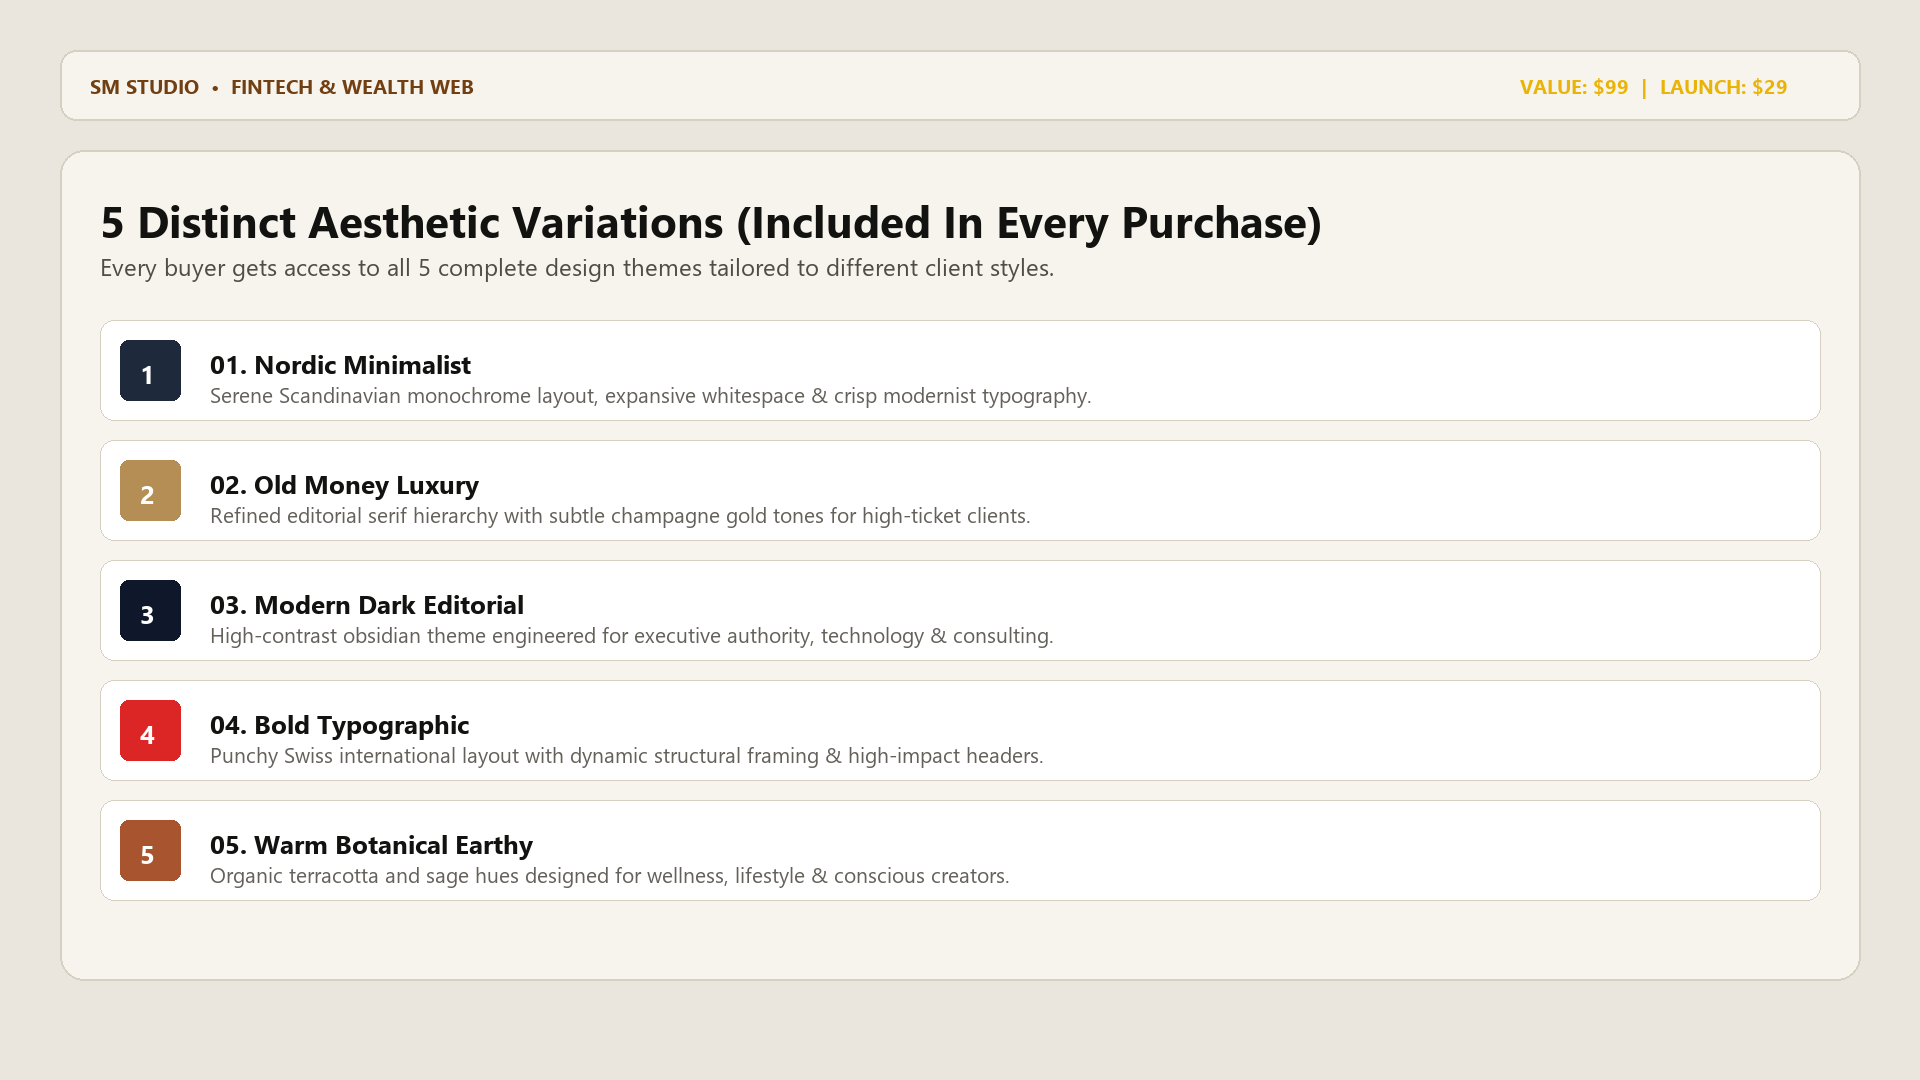 SM STUDIO • FINTECH & WEALTH WEB
VALUE: $99 | LAUNCH: $29
5 Distinct Aesthetic Variations (Included In Every Purchase)
Every buyer gets access to all 5 complete design themes tailored to different client styles.
1
01. Nordic Minimalist
Serene Scandinavian monochrome layout, expansive whitespace & crisp modernist typography.
2
02. Old Money Luxury
Refined editorial serif hierarchy with subtle champagne gold tones for high-ticket clients.
3
03. Modern Dark Editorial
High-contrast obsidian theme engineered for executive authority, technology & consulting.
4
04. Bold Typographic
Punchy Swiss international layout with dynamic structural framing & high-impact headers.
5
05. Warm Botanical Earthy
Organic terracotta and sage hues designed for wellness, lifestyle & conscious creators.